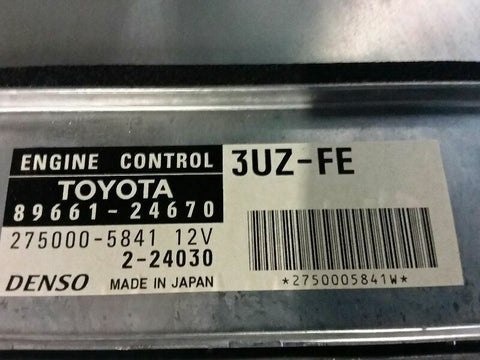 ENGINE CONTROL
3UZ-FE
TOYOTA
89661-24670
275000-5841 12V
2-24030
DENSO MADE IN JAPAN
*2750005841W*